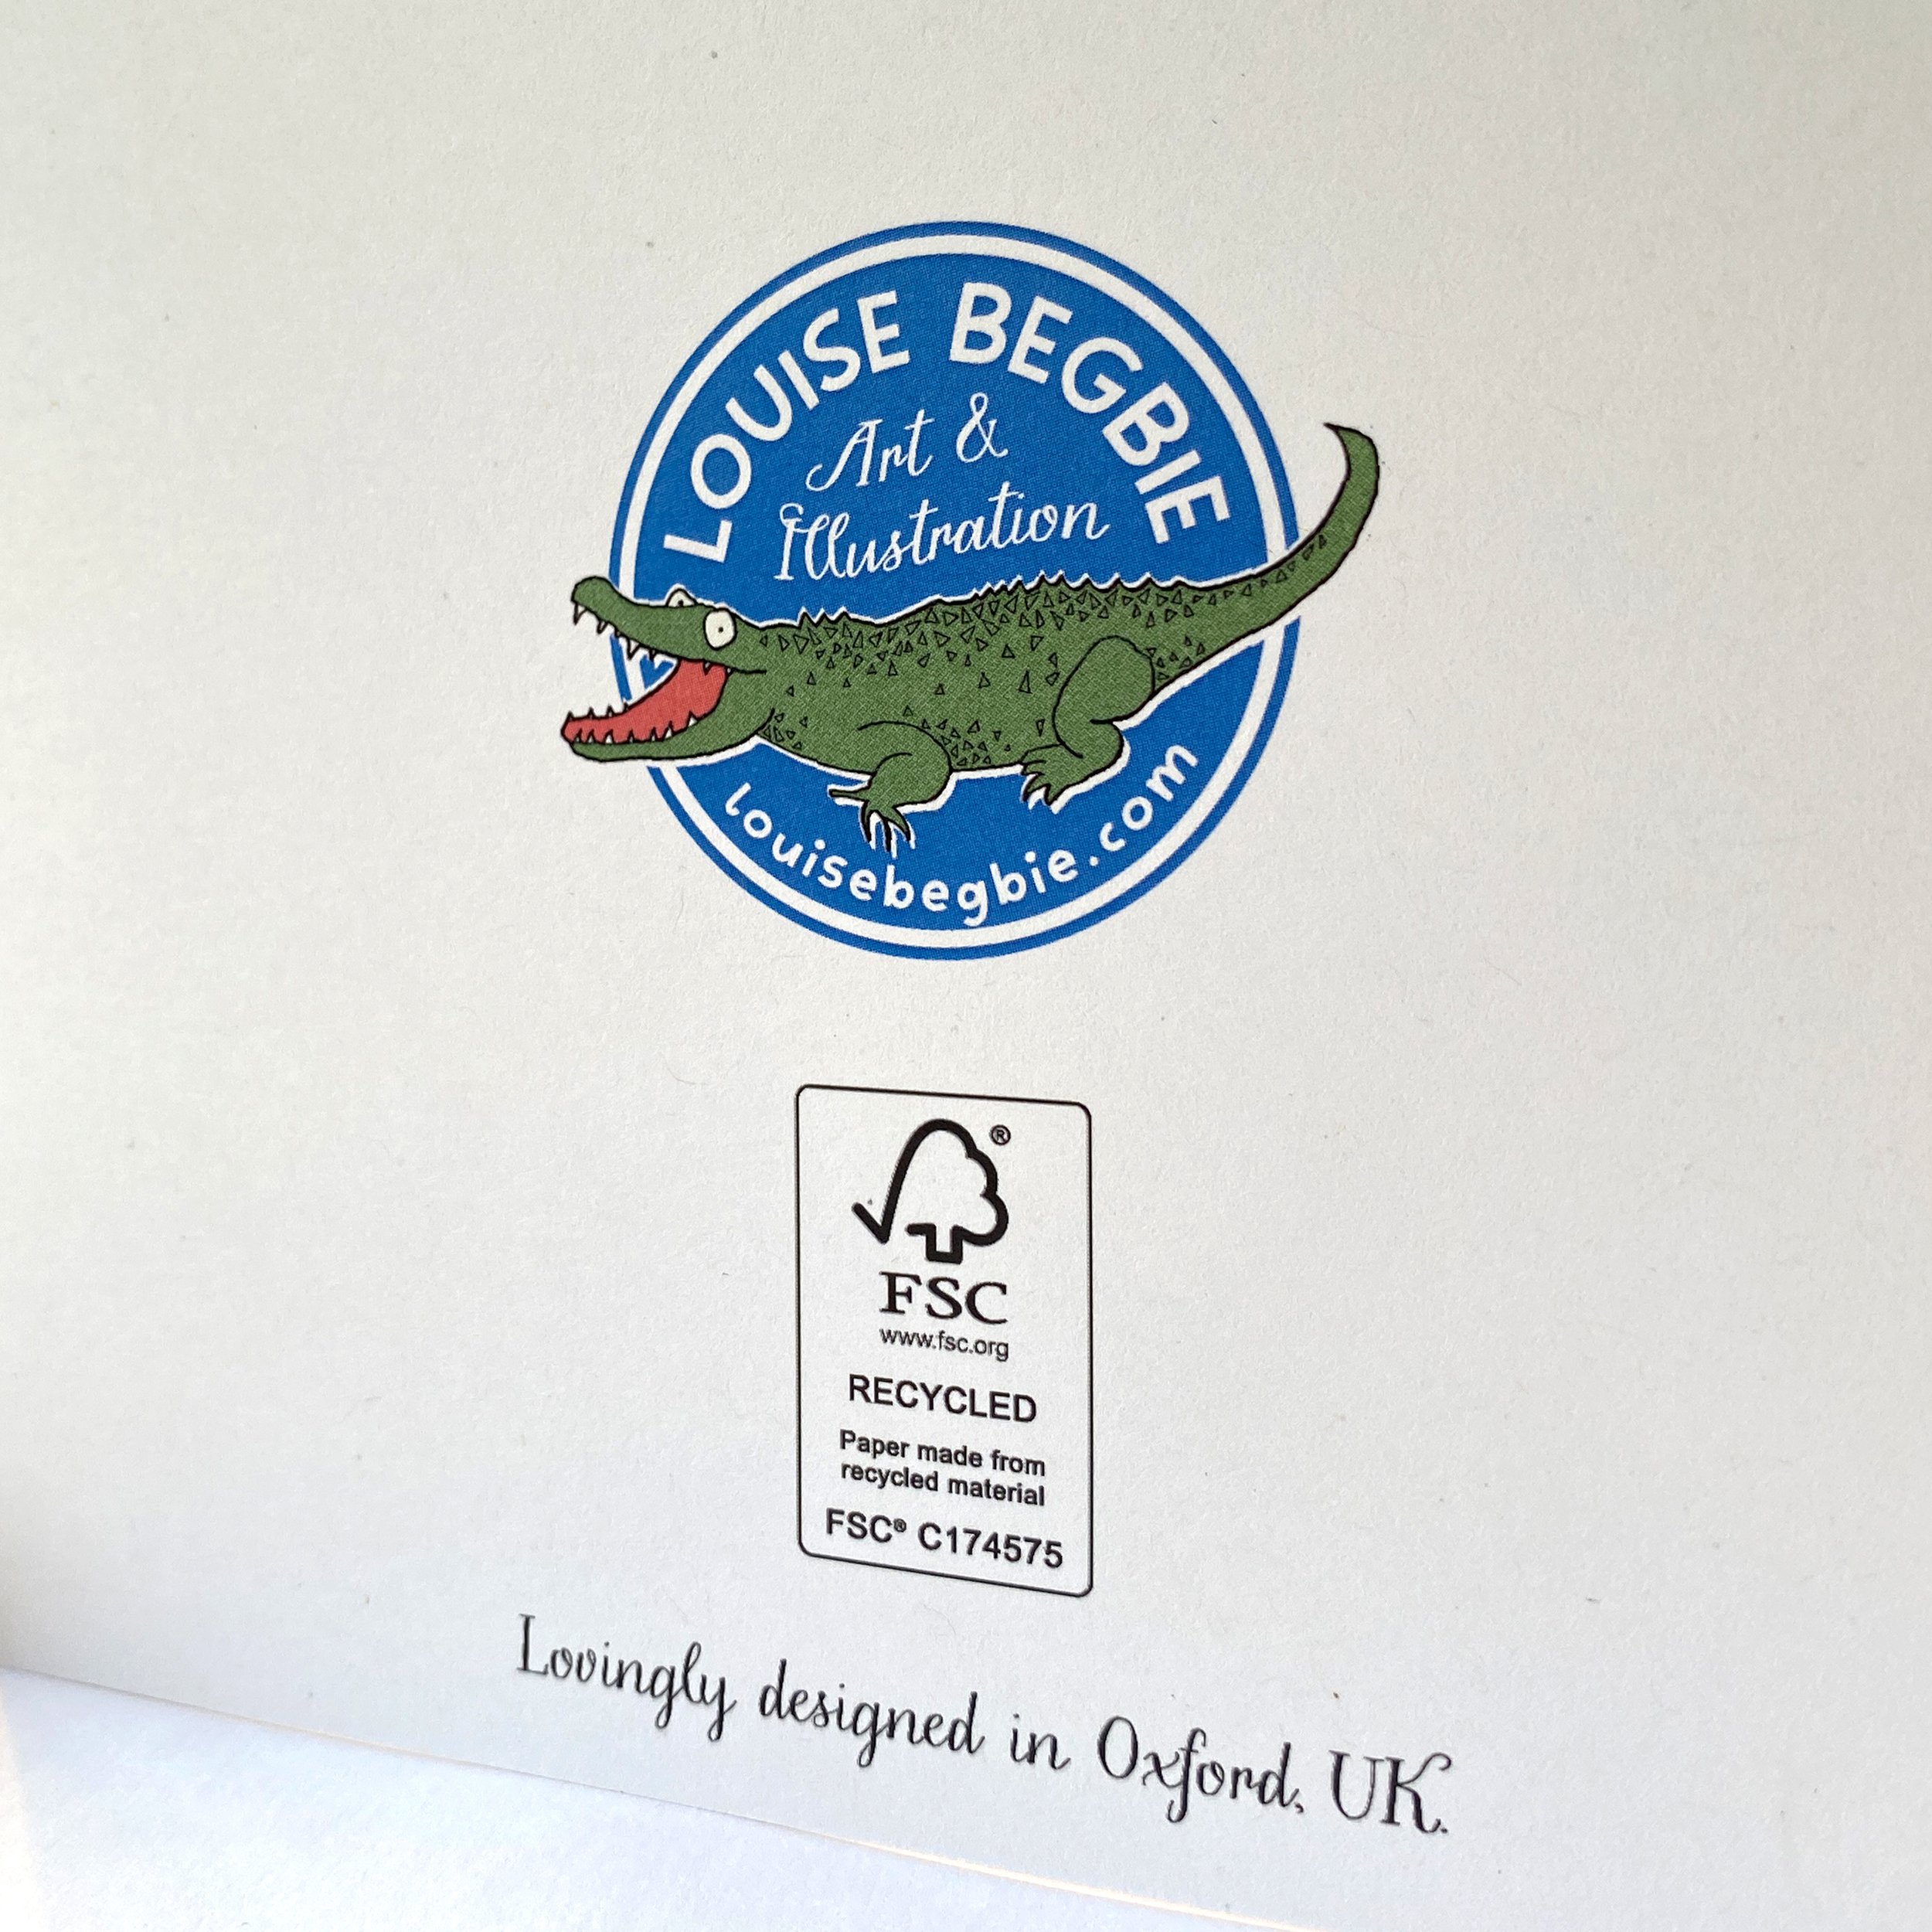 LOUISE BEGBIE
Art &
Illustration
louisebegbie.com
®
FSC
www.fsc.org
RECYCLED
Paper made from
recycled material
FSC® C174575
Lovingly designed in Oxford, UK.